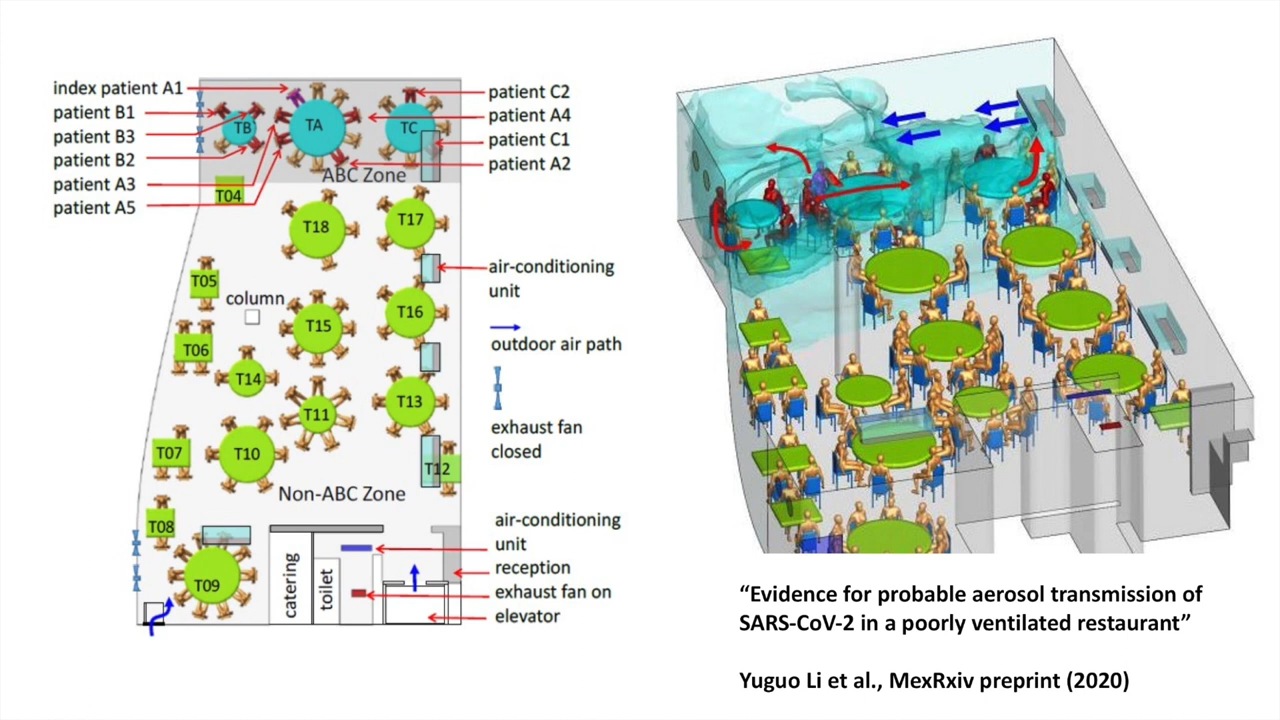 index patient A1
patient B1
patient B3
patient B2
patient A3
patient A5
patient C2
patient A4
patient C1
patient A2
TB
TA
TC
ABC Zone
T04
T18
T17
T05
column
T06
T15
T16
T14
T11
T13
T07
T10
T12
Non-ABC Zone
T08
T09
catering
toilet
air-conditioning
unit
outdoor air path
exhaust fan
closed
air-conditioning
unit
reception
exhaust fan on
elevator
“Evidence for probable aerosol transmission of
SARS-CoV-2 in a poorly ventilated restaurant”
Yuguo Li et al., MexRxiv preprint (2020)